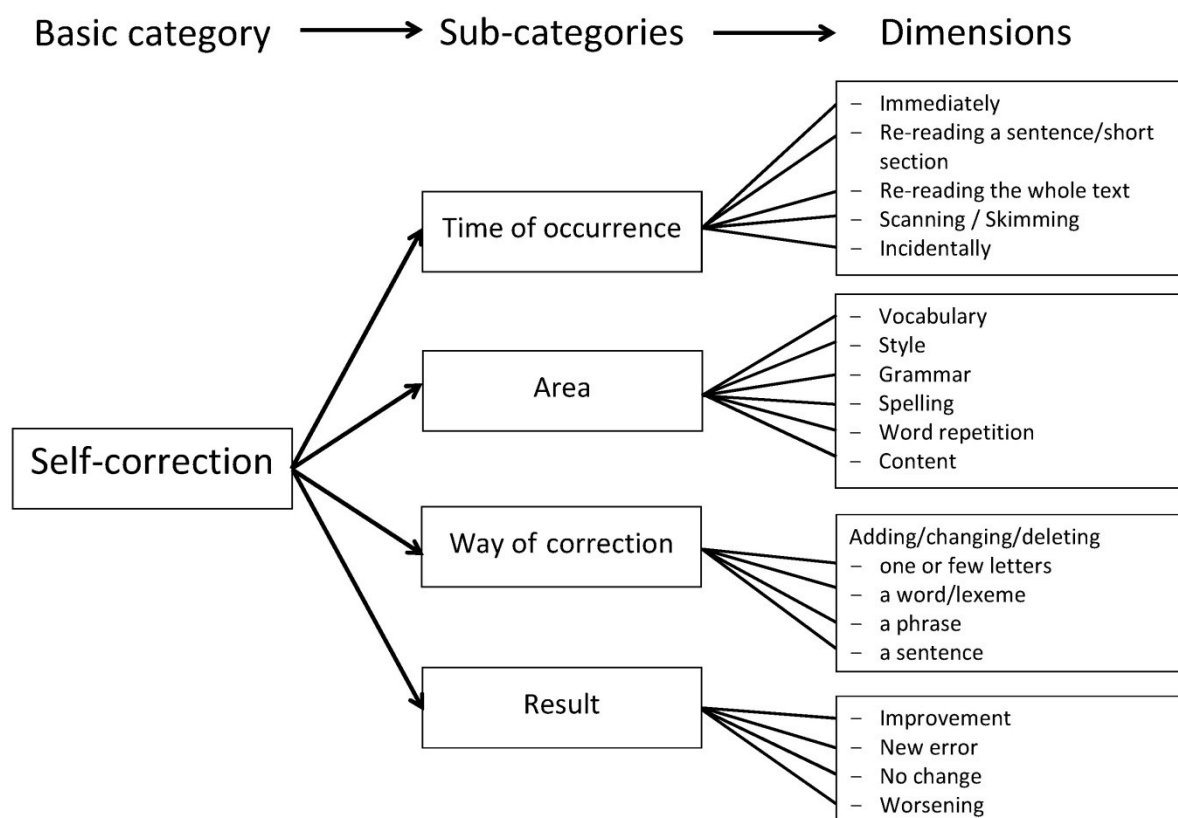 Basic category
Sub-categories
Dimensions
– Immediately
– Re-reading a sentence/short
section
– Re-reading the whole text
– Scanning / Skimming
– Incidentally
Time of occurrence
– Vocabulary
– Style
– Grammar
– Spelling
– Word repetition
– Content
Area
Self-correction
Way of correction
Adding/changing/deleting
– one or few letters
– a word/lexeme
– a phrase
– a sentence
Result
– Improvement
– New error
– No change
– Worsening